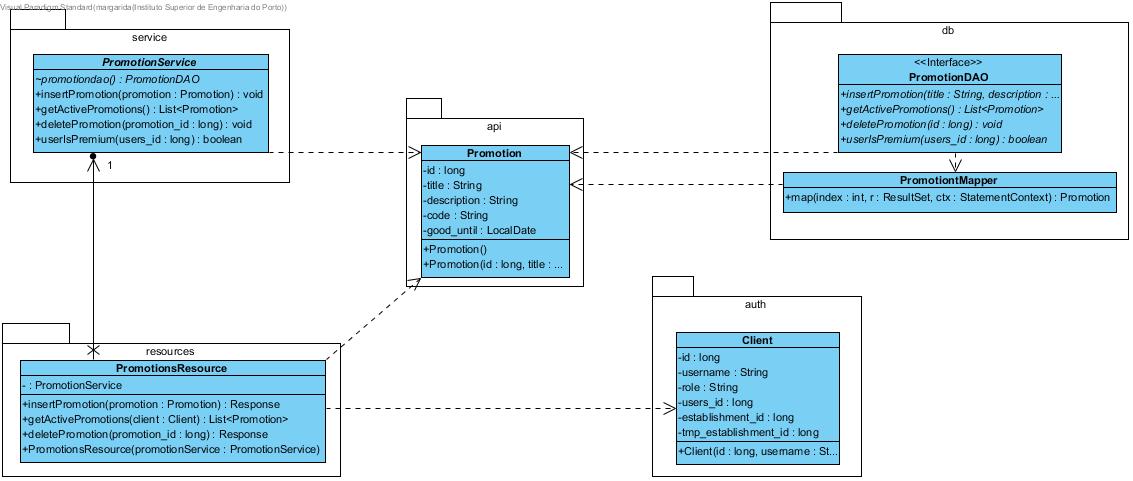 Visual Paradigm Standard(margarida(Instituto Superior de Engenharia do Porto))
service
PromotionService
~promotiondao() : PromotionDAO
+insertPromotion(promotion : Promotion) : void
+getActivePromotions() : List<Promotion>
+deletePromotion(promotion_id : long) : void
+userIsPremium(users_id : long) : boolean
1
api
Promotion
-id : long
-title : String
-description : String
-code : String
-good_until : LocalDate
+Promotion()
+Promotion(id : long, title : ...
db
<<Interface>>
PromotionDAO
+insertPromotion(title : String, description : ...
+getActivePromotions() : List<Promotion>
+deletePromotion(id : long) : void
+userIsPremium(users_id : long) : boolean
PromotiontMapper
+map(index : int, r : ResultSet, ctx : StatementContext) : Promotion
resources
PromotionsResource
- : PromotionService
+insertPromotion(promotion : Promotion) : Response
+getActivePromotions(client : Client) : List<Promotion>
+deletePromotion(promotion_id : long) : Response
+PromotionsResource(promotionService : PromotionService)
auth
Client
-id : long
-username : String
-role : String
-users_id : long
-establishment_id : long
-tmp_establishment_id : long
+Client(id : long, username : St...